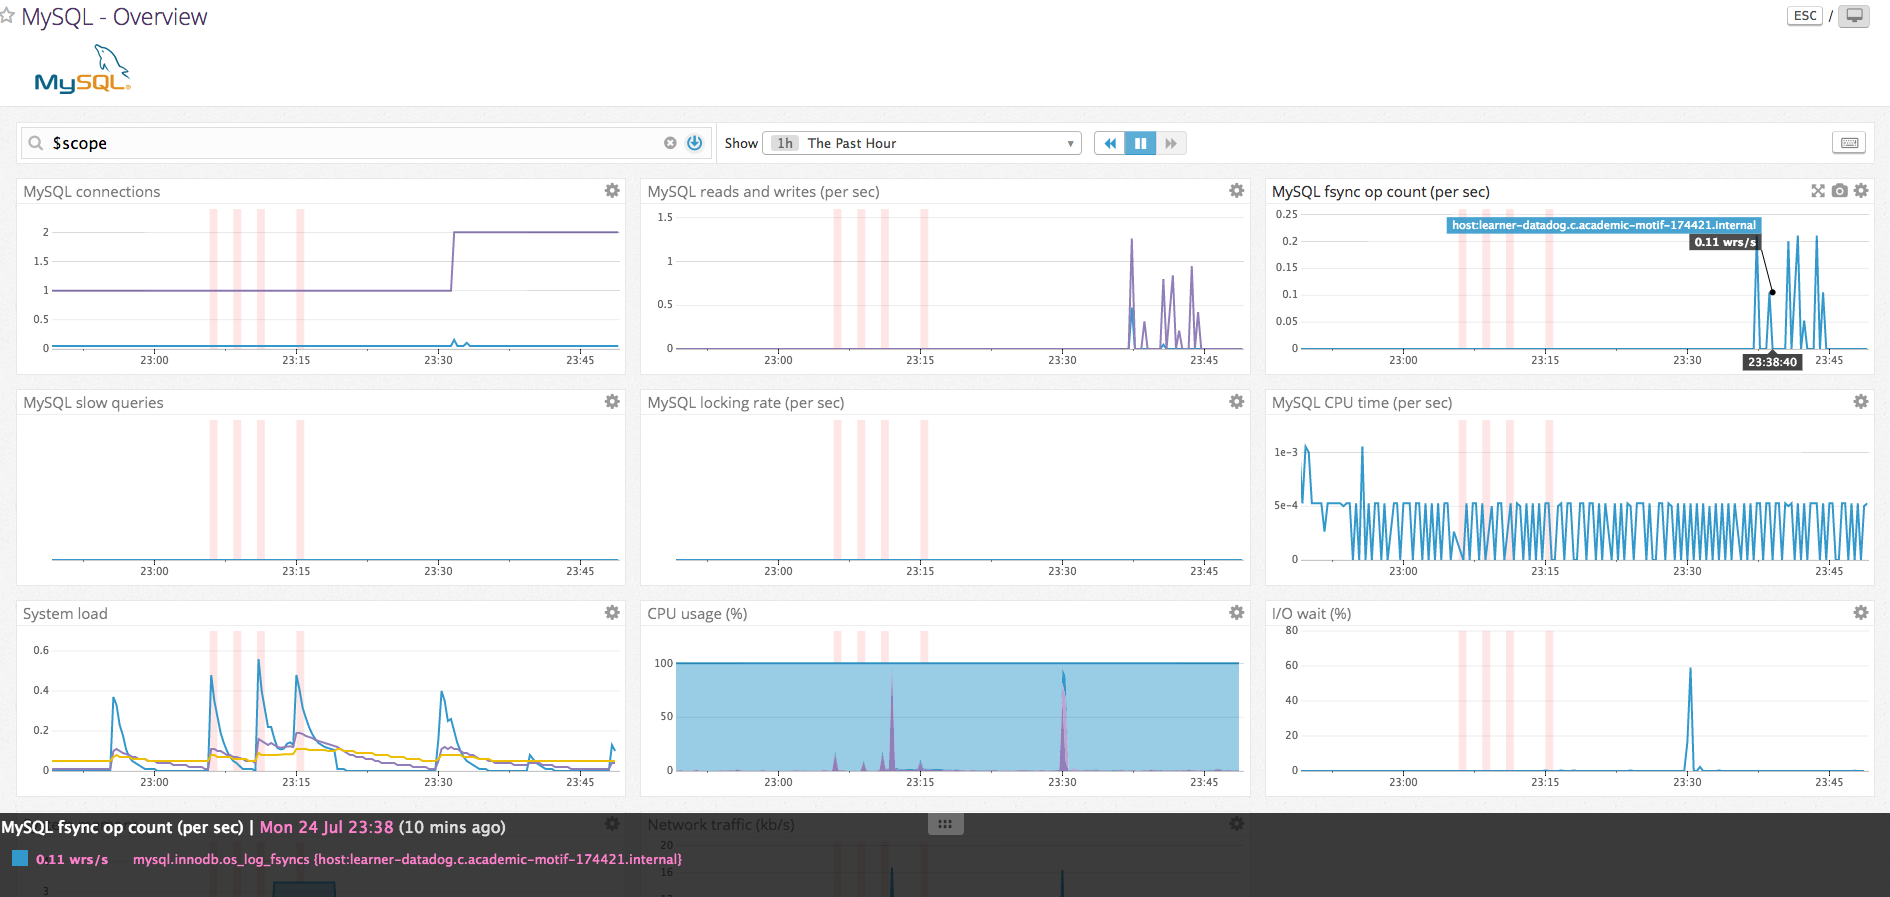 MySQL - Overview
ESC /
MySQL®
$scope
Show 1h The Past Hour
MySQL connections
2
1.5
1
0.5
0
23:00 23:15 23:30 23:45
MySQL reads and writes (per sec)
1.5
1
0.5
0
23:00 23:15 23:30 23:45
MySQL fsync op count (per sec)
0.25
0.2
0.15
0.1
0.05
0
host:learner-datadog.c.academic-motif-174421.internal
0.11 wrs/s
23:00 23:15 23:30 23:38:40 23:45
MySQL slow queries
23:00 23:15 23:30 23:45
MySQL locking rate (per sec)
23:00 23:15 23:30 23:45
MySQL CPU time (per sec)
1e-3
5e-4
0
23:00 23:15 23:30 23:45
System load
0.6
0.4
0.2
0
23:00 23:15 23:30 23:45
CPU usage (%)
100
50
0
23:00 23:15 23:30 23:45
I/O wait (%)
80
60
40
20
0
23:00 23:15 23:30 23:45
MySQL fsync op count (per sec) | Mon 24 Jul 23:38 (10 mins ago)
0.11 wrs/s mysql.innodb.os_log_fsyncs {host:learner-datadog.c.academic-motif-174421.internal}
3
Network traffic (kb/s)
20
16